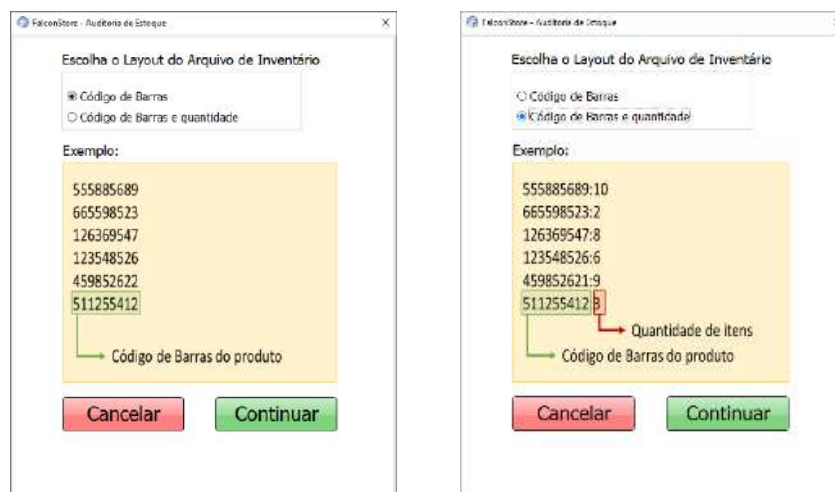 FalconStore - Auditoria de Estoque
Escolha o Layout do Arquivo de Inventário
Código de Barras
Código de Barras e quantidade
Exemplo:
555885689
665598523
126369547
123548526
459852622
511255412
Código de Barras do produto
Cancelar
Continuar
FalconStore - Auditoria de Estoque
Escolha o Layout do Arquivo de Inventário
Código de Barras
Código de Barras e quantidade
Exemplo:
555885689:10
665598523:2
126369547:8
123548526:6
459852621:9
511255412:3
Quantidade de itens
Código de Barras do produto
Cancelar
Continuar